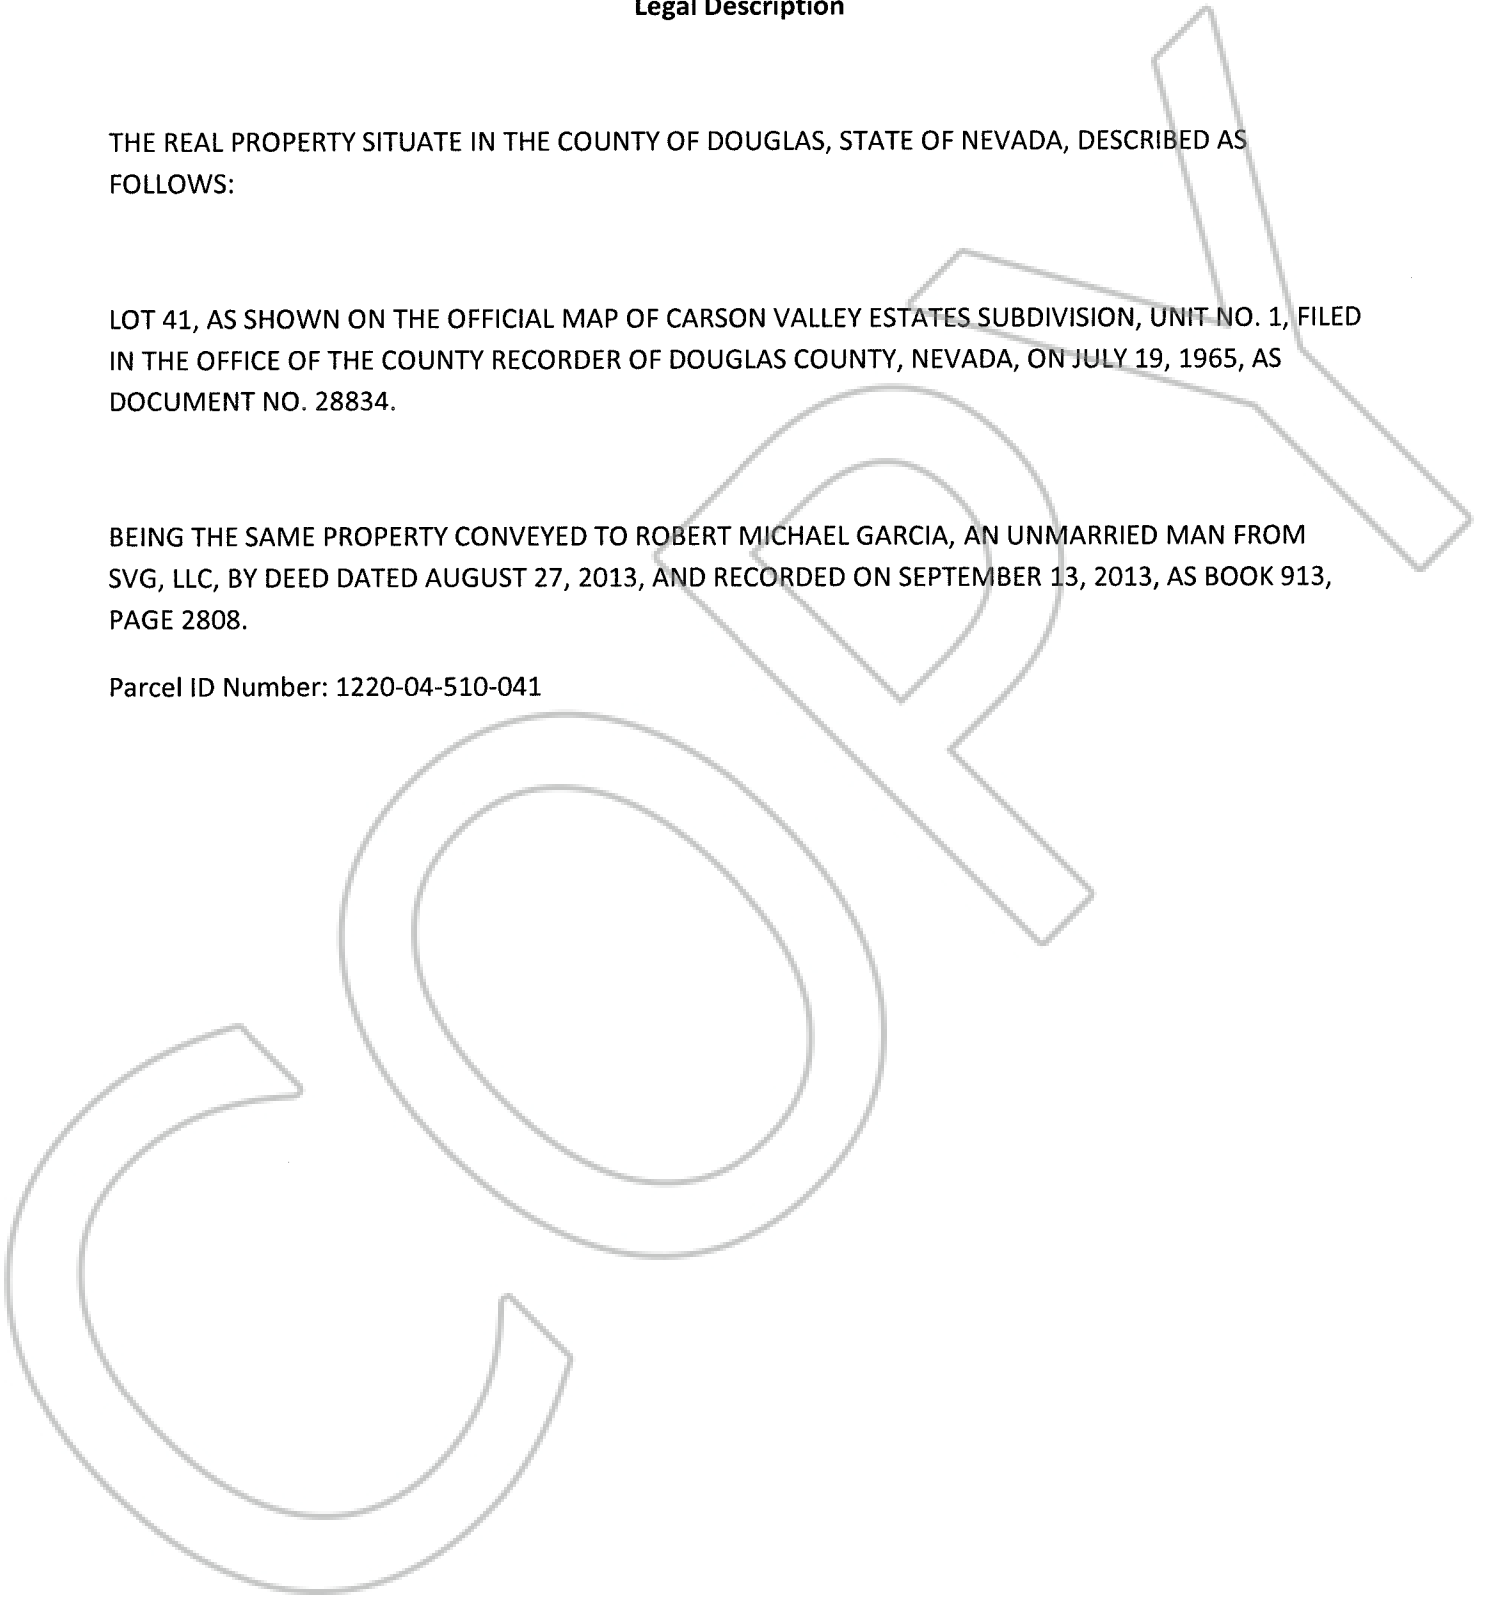 Legal Description
THE REAL PROPERTY SITUATE IN THE COUNTY OF DOUGLAS, STATE OF NEVADA, DESCRIBED AS
FOLLOWS:
LOT 41, AS SHOWN ON THE OFFICIAL MAP OF CARSON VALLEY ESTATES SUBDIVISION, UNIT NO. 1, FILED
IN THE OFFICE OF THE COUNTY RECORDER OF DOUGLAS COUNTY, NEVADA, ON JULY 19, 1965, AS
DOCUMENT NO. 28834.
BEING THE SAME PROPERTY CONVEYED TO ROBERT MICHAEL GARCIA, AN UNMARRIED MAN FROM
SVG, LLC, BY DEED DATED AUGUST 27, 2013, AND RECORDED ON SEPTEMBER 13, 2013, AS BOOK 913,
PAGE 2808.
Parcel ID Number: 1220-04-510-041
COPY